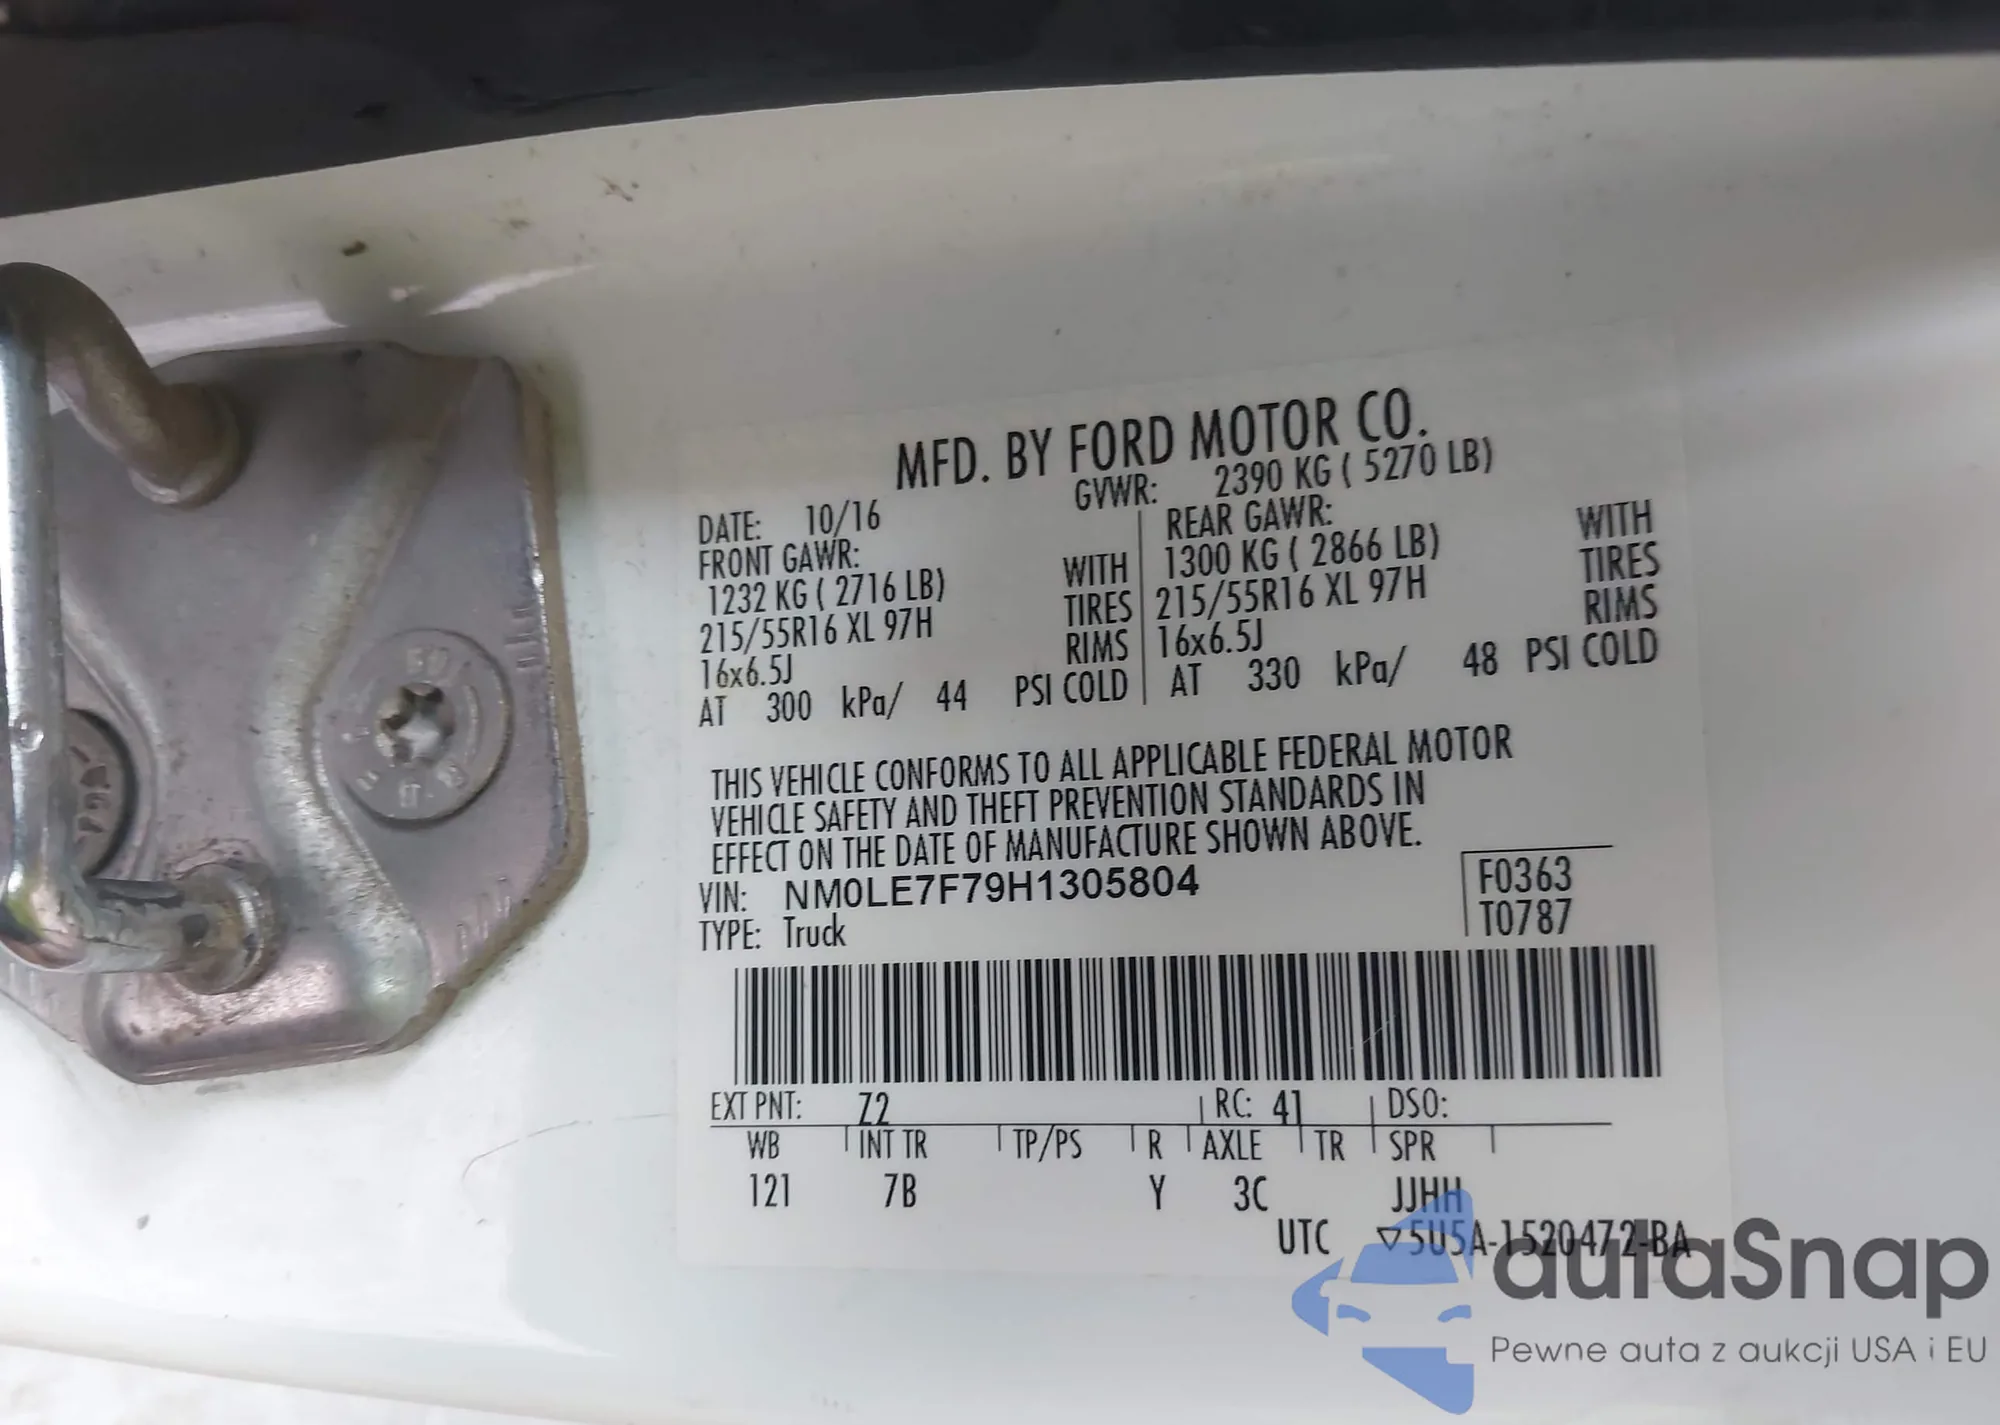 MFD. BY FORD MOTOR CO.
DATE: 10/16 GVWR: 2390 KG ( 5270 LB)
FRONT GAWR: REAR GAWR:
1232 KG ( 2716 LB) WITH 1300 KG ( 2866 LB) WITH
215/55R16 XL 97H TIRES 215/55R16 XL 97H TIRES
16x6.5J RIMS 16x6.5J RIMS
AT 300 kPa/ 44 PSI COLD AT 330 kPa/ 48 PSI COLD
THIS VEHICLE CONFORMS TO ALL APPLICABLE FEDERAL MOTOR
VEHICLE SAFETY AND THEFT PREVENTION STANDARDS IN
EFFECT ON THE DATE OF MANUFACTURE SHOWN ABOVE.
VIN: NM0LE7F79H1305804 F0363
TYPE: Truck T0787
EXT PNT: Z2 RC: 41 DSO:
WB INT TR TP/PS R AXLE TR SPR
121 7B Y 3C JJHH
UTC ▽5U5A-1520472-BA
autaSnap
Pewne auta z aukcji USA i EU